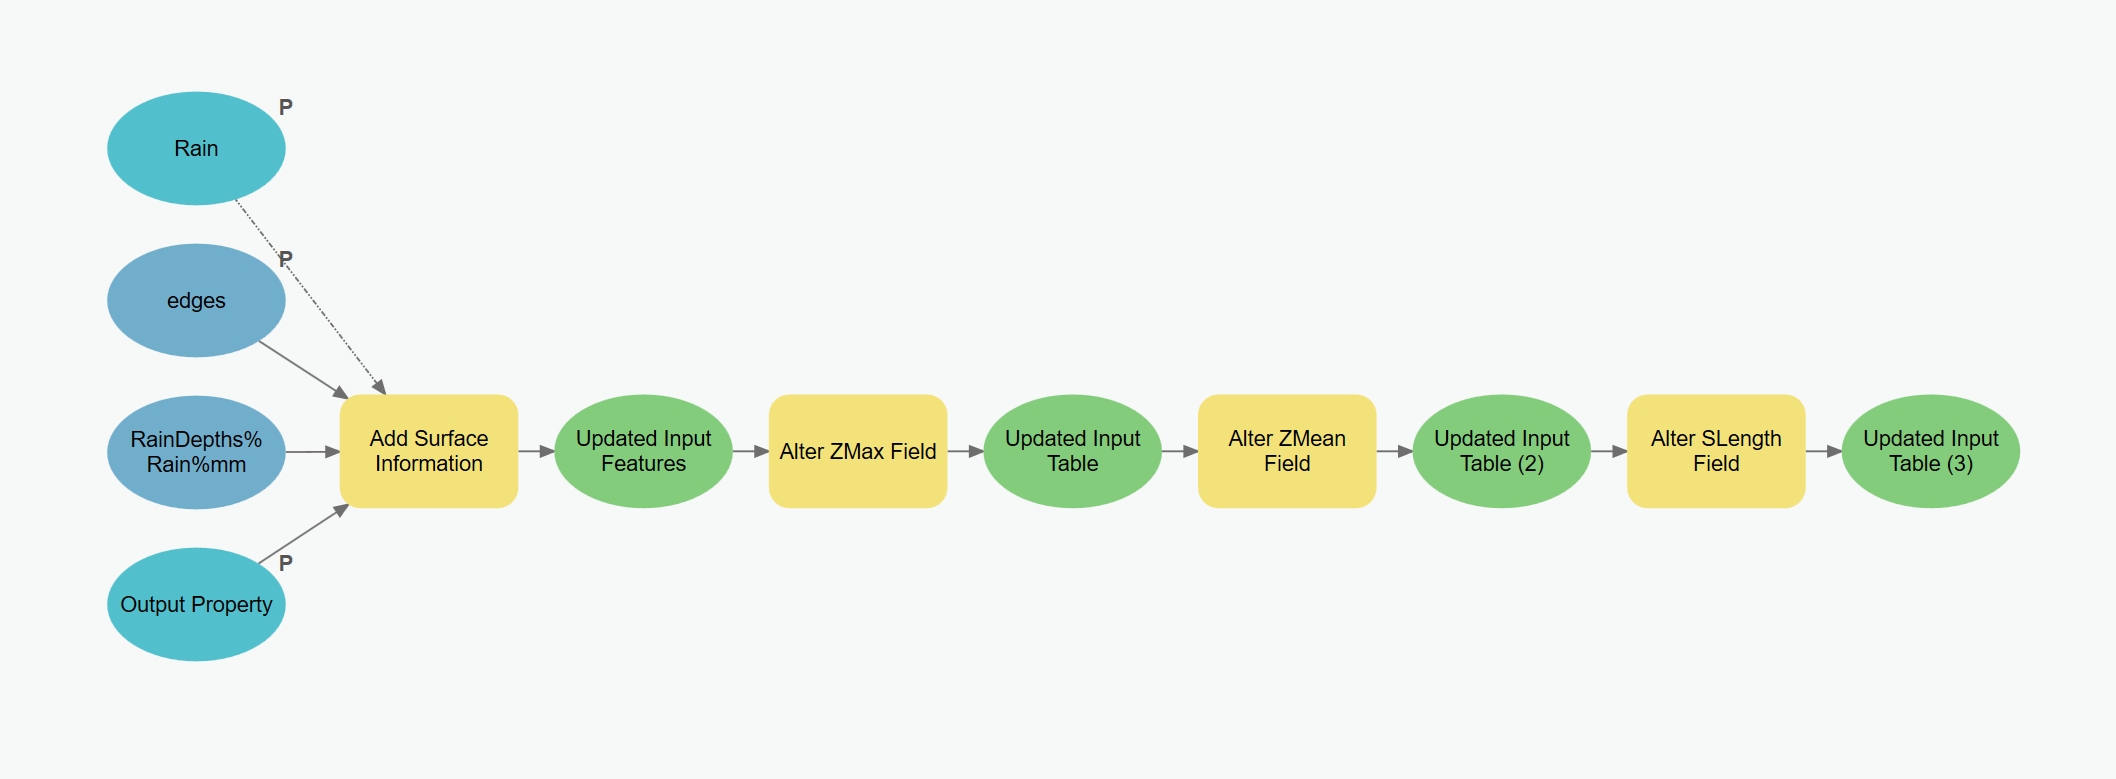 P
Rain
P
edges
RainDepths%
Rain%mm
P
Output Property
Add Surface
Information
Updated Input
Features
Alter ZMax Field
Updated Input
Table
Alter ZMean
Field
Updated Input
Table (2)
Alter SLength
Field
Updated Input
Table (3)